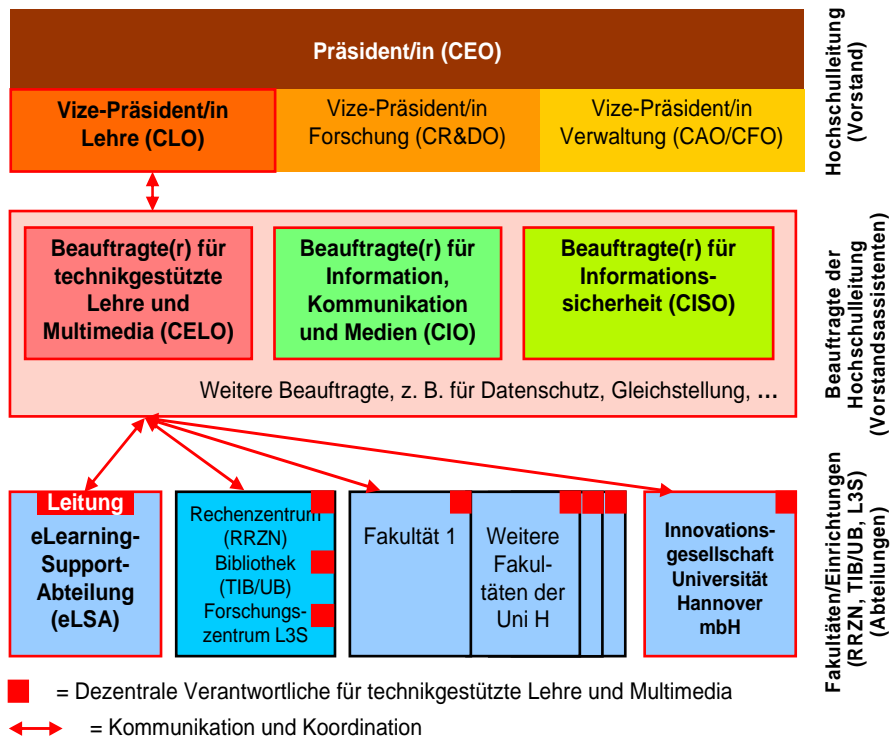 Präsident/in (CEO)
Vize-Präsident/in
Lehre (CLO)
Vize-Präsident/in
Forschung (CR&DO)
Vize-Präsident/in
Verwaltung (CAO/CFO)
Hochschulleitung
(Vorstand)
Beauftragte(r) für
technikgestützte
Lehre und
Multimedia (CELO)
Beauftragte(r) für
Information,
Kommunikation
und Medien (CIO)
Beauftragte(r) für
Informations-
sicherheit (CISO)
Weitere Beauftragte, z. B. für Datenschutz, Gleichstellung, ...
Beauftragte der
Hochschulleitung
(Vorstandsassistenten)
Leitung
eLearning-
Support-
Abteilung
(eLSA)
Rechenzentrum
(RRZN)
Bibliothek
(TIB/UB)
Forschungs-
zentrum L3S
Fakultät 1
Weitere
Fakul-
täten der
Uni H
Innovations-
gesellschaft
Universität
Hannover
mbH
Fakultäten/Einrichtungen
(RRZN, TIB/UB, L3S)
(Abteilungen)
= Dezentrale Verantwortliche für technikgestützte Lehre und Multimedia
= Kommunikation und Koordination